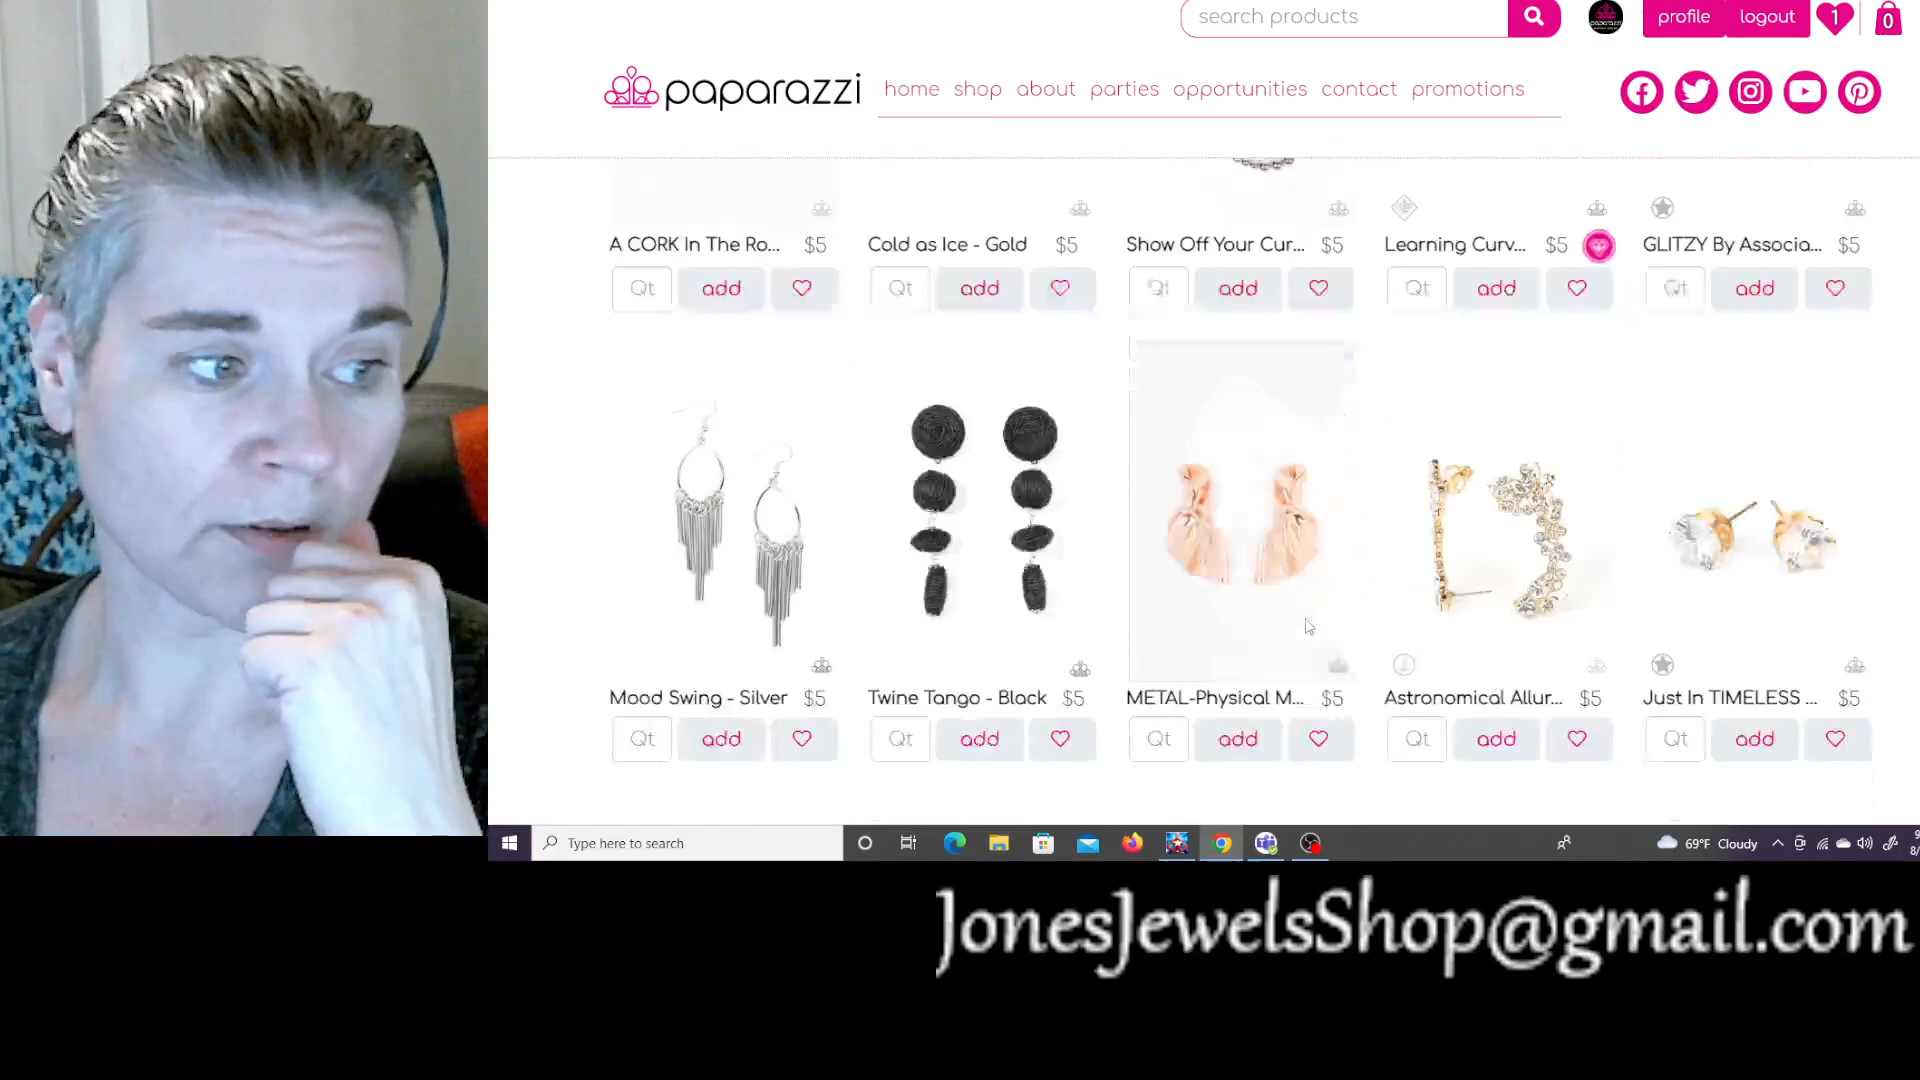 search products
profile
logout
1
0
paparazzi
home shop about parties opportunities contact promotions
A CORK In The Ro... $5
Cold as Ice - Gold $5
Show Off Your Cur... $5
Learning Curv... $5
GLITZY By Associa... $5
Qt add
Qt add
Qt add
Qt add
Qt add
Mood Swing - Silver $5
Twine Tango - Black $5
METAL-Physical M... $5
Astronomical Allur... $5
Just In TIMELESS ... $5
Qt add
Qt add
Qt add
Qt add
Qt add
Type here to search
69°F Cloudy
JonesJewelsShop@gmail.com